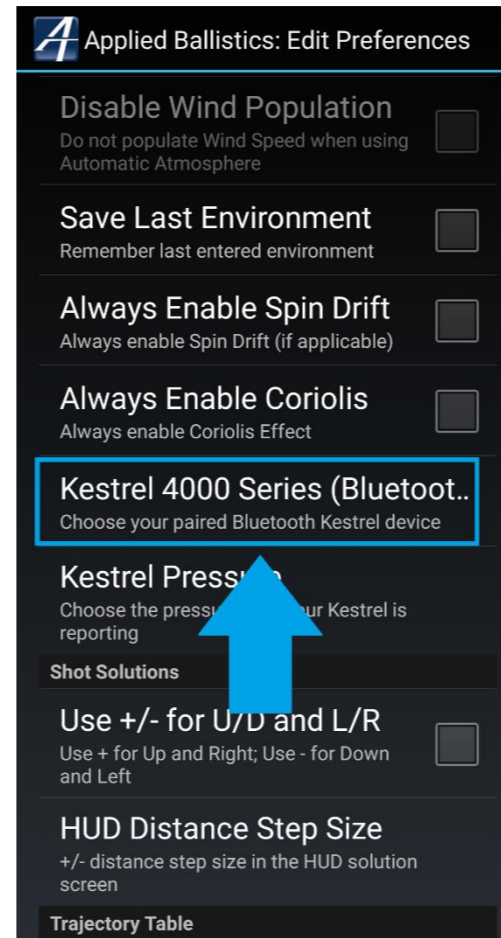 Applied Ballistics: Edit Preferences
Disable Wind Population
Do not populate Wind Speed when using
Automatic Atmosphere
Save Last Environment
Remember last entered environment
Always Enable Spin Drift
Always enable Spin Drift (if applicable)
Always Enable Coriolis
Always enable Coriolis Effect
Kestrel 4000 Series (Bluetoot..
Choose your paired Bluetooth Kestrel device
Kestrel Pressure
Choose the your Kestrel is
reporting
Shot Solutions
Use +/- for U/D and L/R
Use + for Up and Right; Use - for Down
and Left
HUD Distance Step Size
+/- distance step size in the HUD solution
screen
Trajectory Table